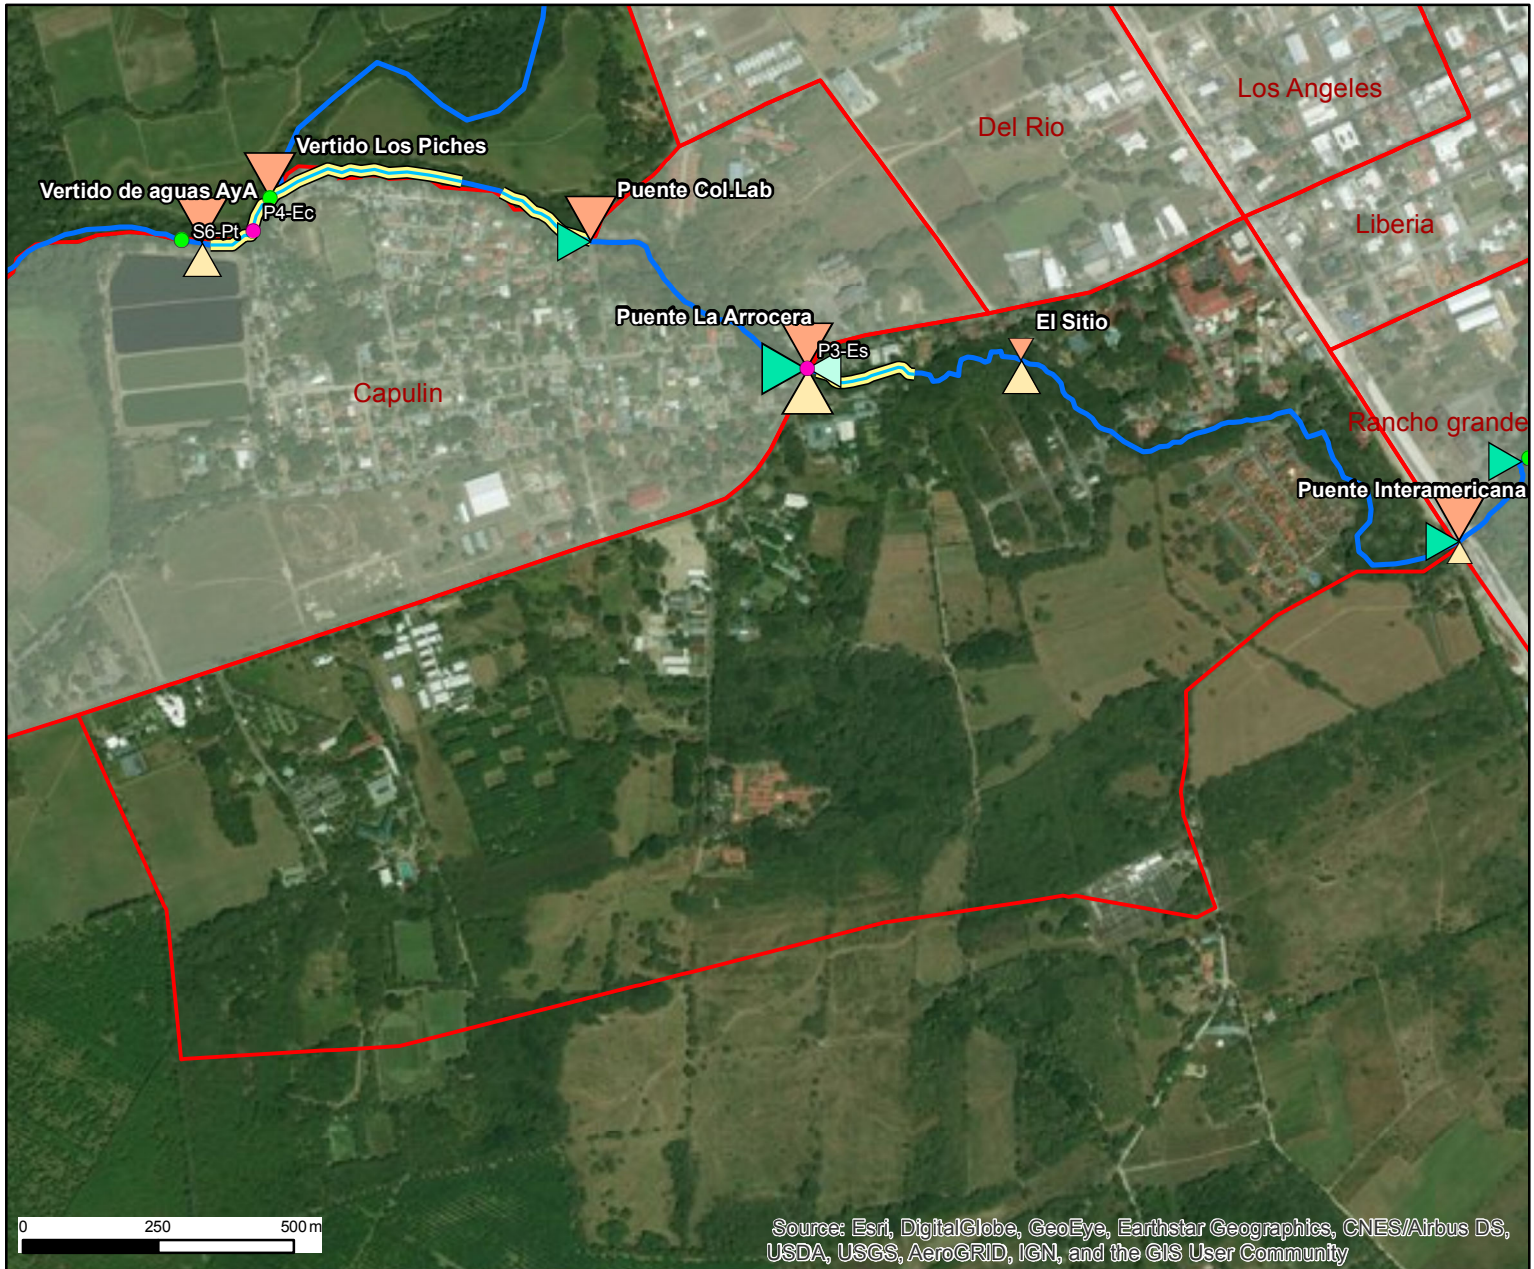 Los Angeles
Del Rio
Vertido Los Piches
Vertido de aguas AyA
Puente Col.Lab
P4-Ec
S6-Pt
Liberia
Puente La Arrocera
El Sitio
P3-Es
Capulin
Rancho grande
Puente Interamericana
0 250 500 m
Source: Esri, DigitalGlobe, GeoEye, Earthstar Geographics, CNES/Airbus DS,
USDA, USGS, AeroGRID, IGN, and the GIS User Community